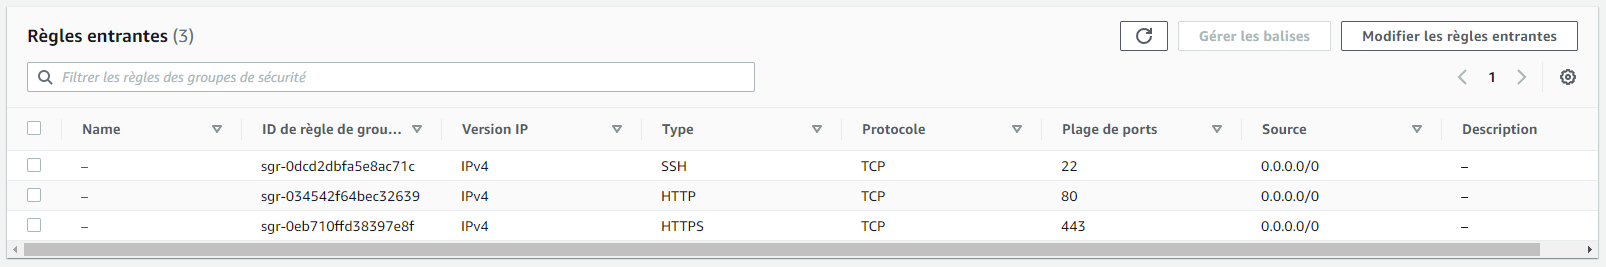 Règles entrantes (3)
Gérer les balises
Modifier les règles entrantes
Filtrer les règles des groupes de sécurité
1
Name ID de règle de grou... Version IP Type Protocole Plage de ports Source Description
– sgr-0dcd2dbfa5e8ac71c IPv4 SSH TCP 22 0.0.0.0/0 –
– sgr-034542f64bec32639 IPv4 HTTP TCP 80 0.0.0.0/0 –
– sgr-0eb710ffd38397e8f IPv4 HTTPS TCP 443 0.0.0.0/0 –